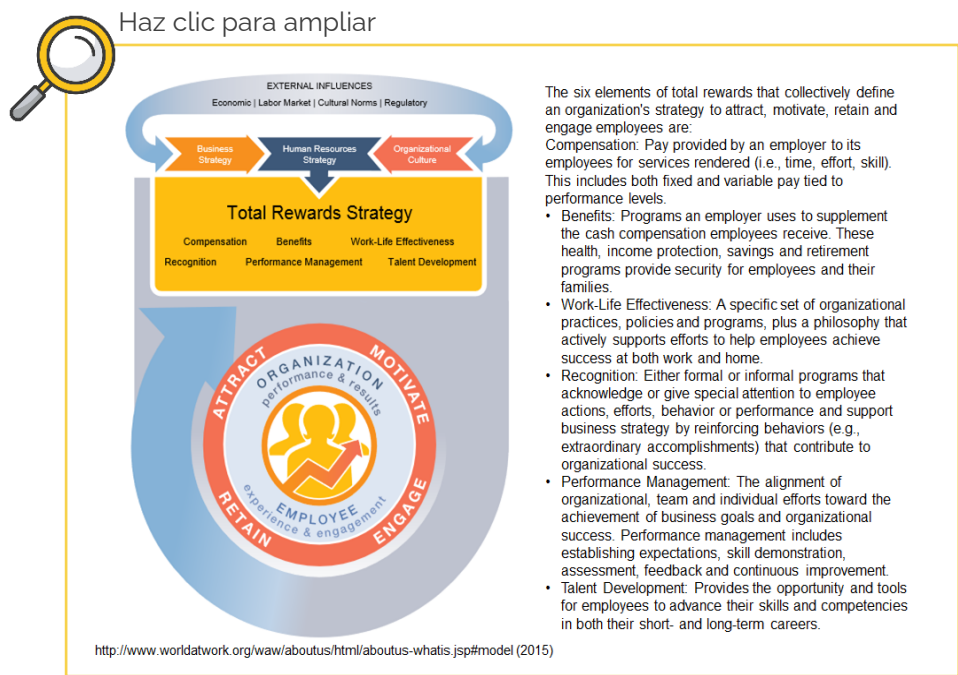 Haz clic para ampliar
EXTERNAL INFLUENCES
Economic | Labor Market | Cultural Norms | Regulatory
Business
Strategy
Human Resources
Strategy
Organizational
Culture
Total Rewards Strategy
Compensation Benefits Work-Life Effectiveness
Recognition Performance Management Talent Development
ATTRACT
MOTIVATE
RETAIN
ENGAGE
ORGANIZATION
performance & results
EMPLOYEE
experience & engagement
The six elements of total rewards that collectively define
an organization's strategy to attract, motivate, retain and
engage employees are:
Compensation: Pay provided by an employer to its
employees for services rendered (i.e., time, effort, skill).
This includes both fixed and variable pay tied to
performance levels.
• Benefits: Programs an employer uses to supplement
the cash compensation employees receive. These
health, income protection, savings and retirement
programs provide security for employees and their
families.
• Work-Life Effectiveness: A specific set of organizational
practices, policies and programs, plus a philosophy that
actively supports efforts to help employees achieve
success at both work and home.
• Recognition: Either formal or informal programs that
acknowledge or give special attention to employee
actions, efforts, behavior or performance and support
business strategy by reinforcing behaviors (e.g.,
extraordinary accomplishments) that contribute to
organizational success.
• Performance Management: The alignment of
organizational, team and individual efforts toward the
achievement of business goals and organizational
success. Performance management includes
establishing expectations, skill demonstration,
assessment, feedback and continuous improvement.
• Talent Development: Provides the opportunity and tools
for employees to advance their skills and competencies
in both their short- and long-term careers.
http://www.worldatwork.org/waw/aboutus/html/aboutus-whatis.jsp#model (2015)